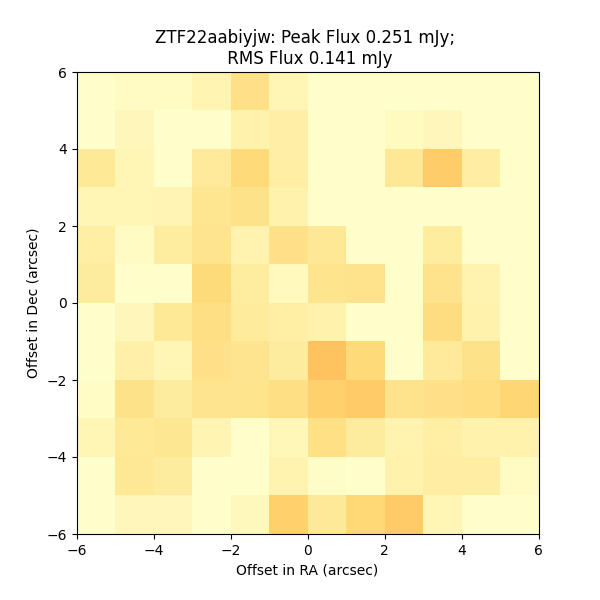 ZTF22aabiyjw: Peak Flux 0.251 mJy;
RMS Flux 0.141 mJy
6
4
2
0
−2
−4
−6
Offset in Dec (arcsec)
−6 −4 −2 0 2 4 6
Offset in RA (arcsec)